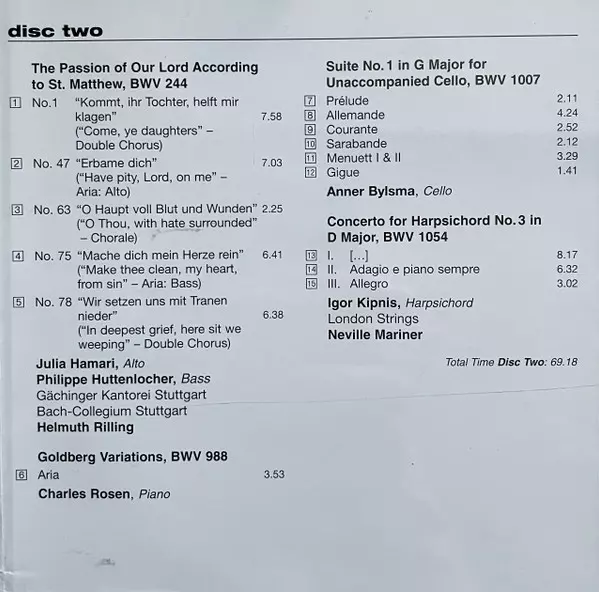 disc two
The Passion of Our Lord According
to St. Matthew, BWV 244
1 No.1 “Kommt, ihr Tochter, helft mir
klagen” 7.58
(“Come, ye daughters” –
Double Chorus)
2 No. 47 “Erbame dich” 7.03
(“Have pity, Lord, on me” –
Aria: Alto)
3 No. 63 “O Haupt voll Blut und Wunden” 2.25
(“O Thou, with hate surrounded”
– Chorale)
4 No. 75 “Mache dich mein Herze rein” 6.41
(“Make thee clean, my heart,
from sin” – Aria: Bass)
5 No. 78 “Wir setzen uns mit Tranen
nieder” 6.38
(“In deepest grief, here sit we
weeping” – Double Chorus)
Julia Hamari, Alto
Philippe Huttenlocher, Bass
Gächinger Kantorei Stuttgart
Bach-Collegium Stuttgart
Helmuth Rilling
Goldberg Variations, BWV 988
6 Aria 3.53
Charles Rosen, Piano
Suite No. 1 in G Major for
Unaccompanied Cello, BWV 1007
7 Prélude 2.11
8 Allemande 4.24
9 Courante 2.52
10 Sarabande 2.12
11 Menuett I & II 3.29
12 Gigue 1.41
Anner Bylsma, Cello
Concerto for Harpsichord No. 3 in
D Major, BWV 1054
13 I. [...] 8.17
14 II. Adagio e piano sempre 6.32
15 III. Allegro 3.02
Igor Kipnis, Harpsichord
London Strings
Neville Mariner
Total Time Disc Two: 69.18